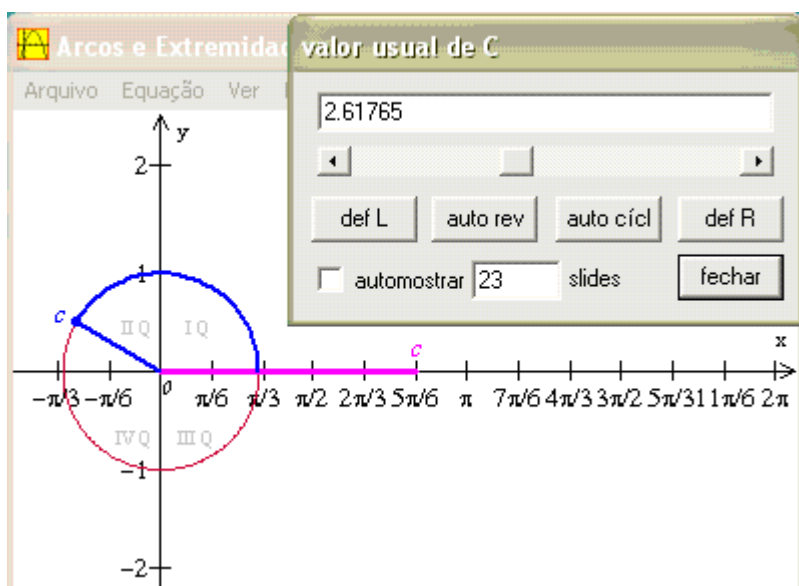 Arcos e Extremidad
valor usual de C
Arquivo Equação Ver
2.61765
def L auto rev auto cícl def R
automostrar 23 slides fechar
y
2
1
c
II Q I Q
c
x
-π/3 -π/6 0 π/6 π/3 π/2 2π/3 5π/6 π 7π/6 4π/3 3π/2 5π/3 11π/6 2π
IV Q III Q
-1
-2